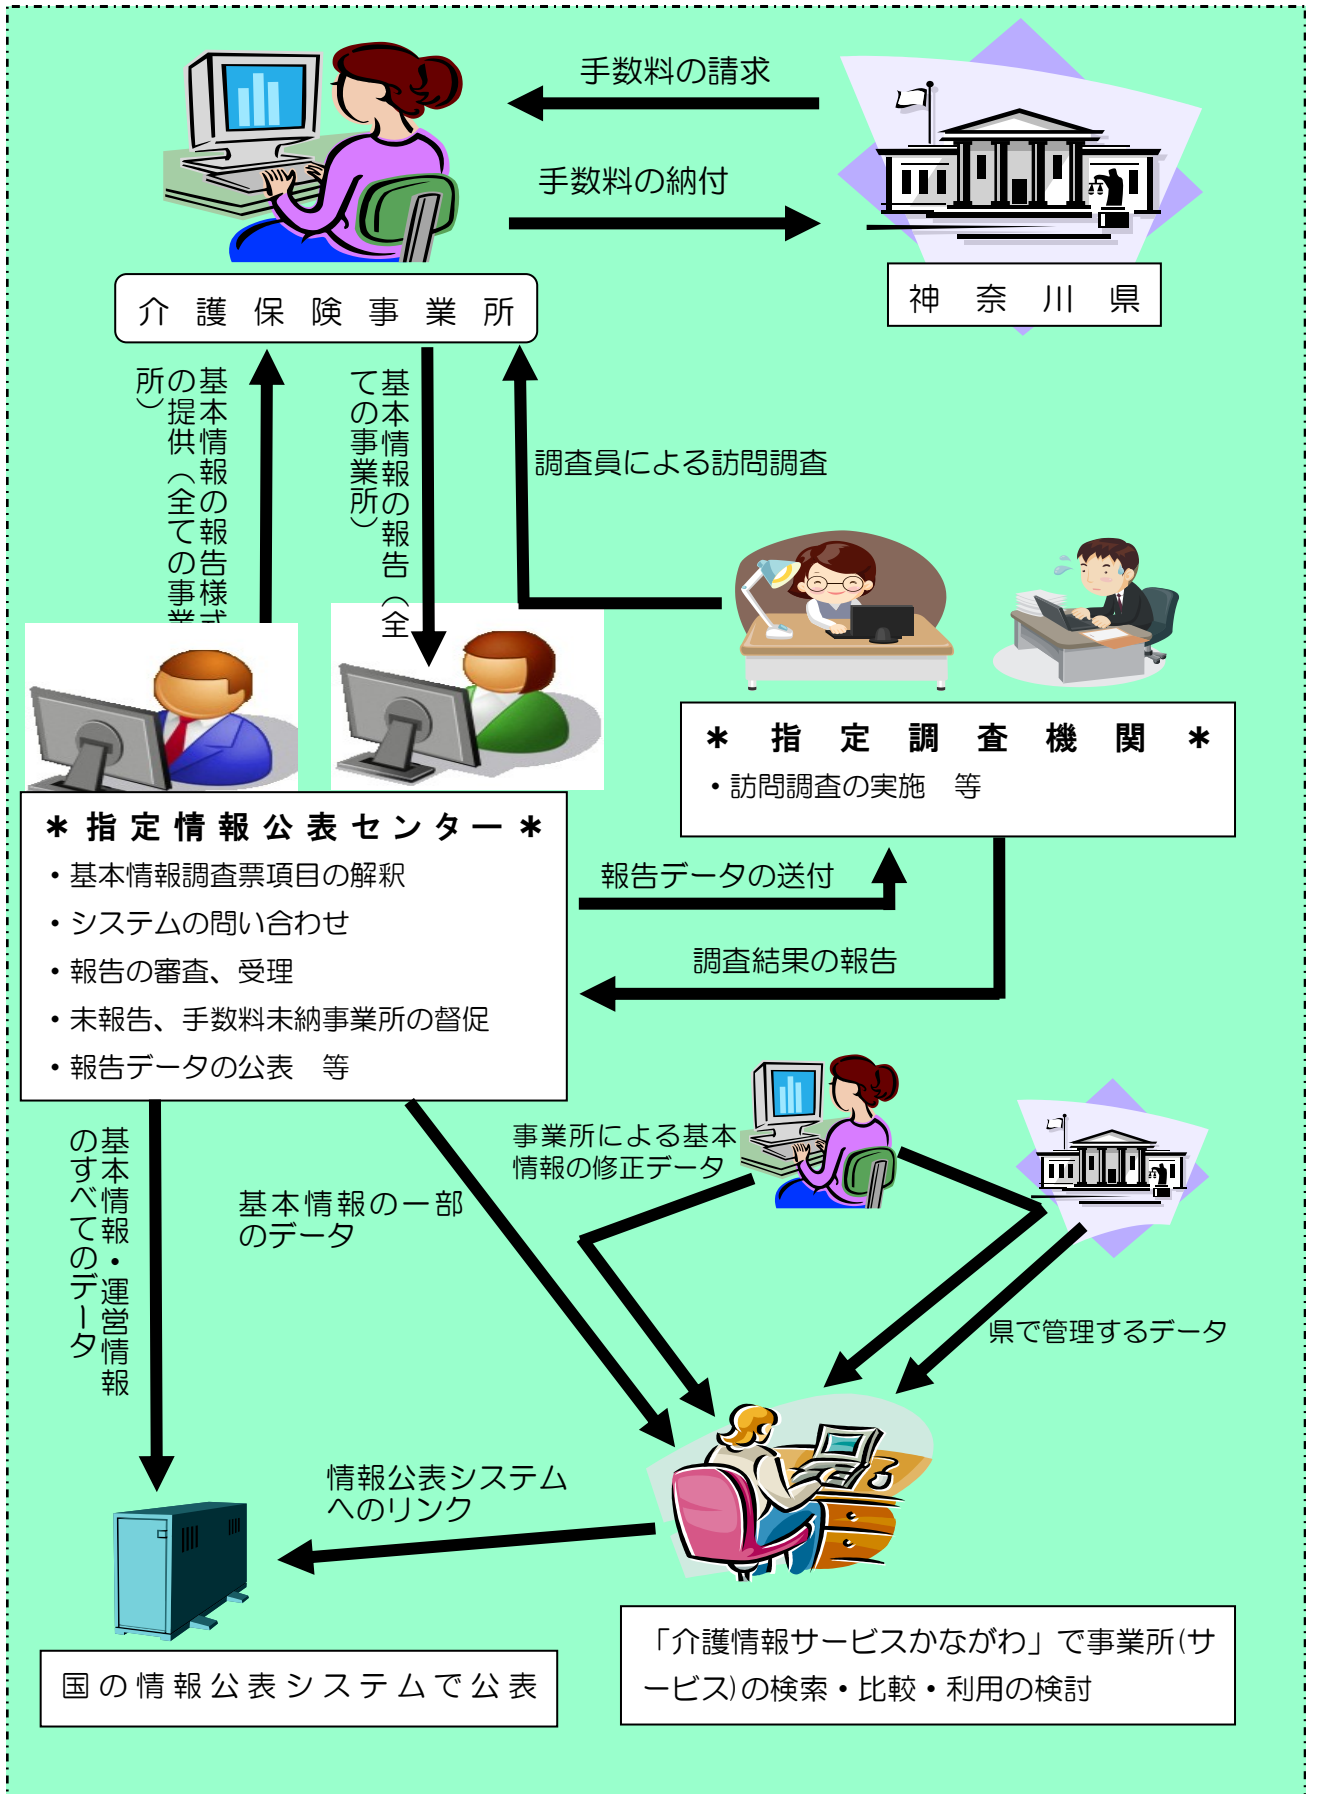 手数料の請求
手数料の納付
介護保険事業所
神奈川県
基本情報の報告様式
の提供（全ての事業
所）
基本情報の報告（全
ての事業所）
調査員による訪問調査
＊指定調査機関＊
・訪問調査の実施　等
＊指定情報公表センター＊
・基本情報調査票項目の解釈
・システムの問い合わせ
・報告の審査、受理
・未報告、手数料未納事業所の督促
・報告データの公表　等
報告データの送付
調査結果の報告
事業所による基本
情報の修正データ
基本情報・運営情報
のすべてのデータ
基本情報の一部
のデータ
県で管理するデータ
情報公表システム
へのリンク
国の情報公表システムで公表
「介護情報サービスかながわ」で事業所(サ
ービス)の検索・比較・利用の検討